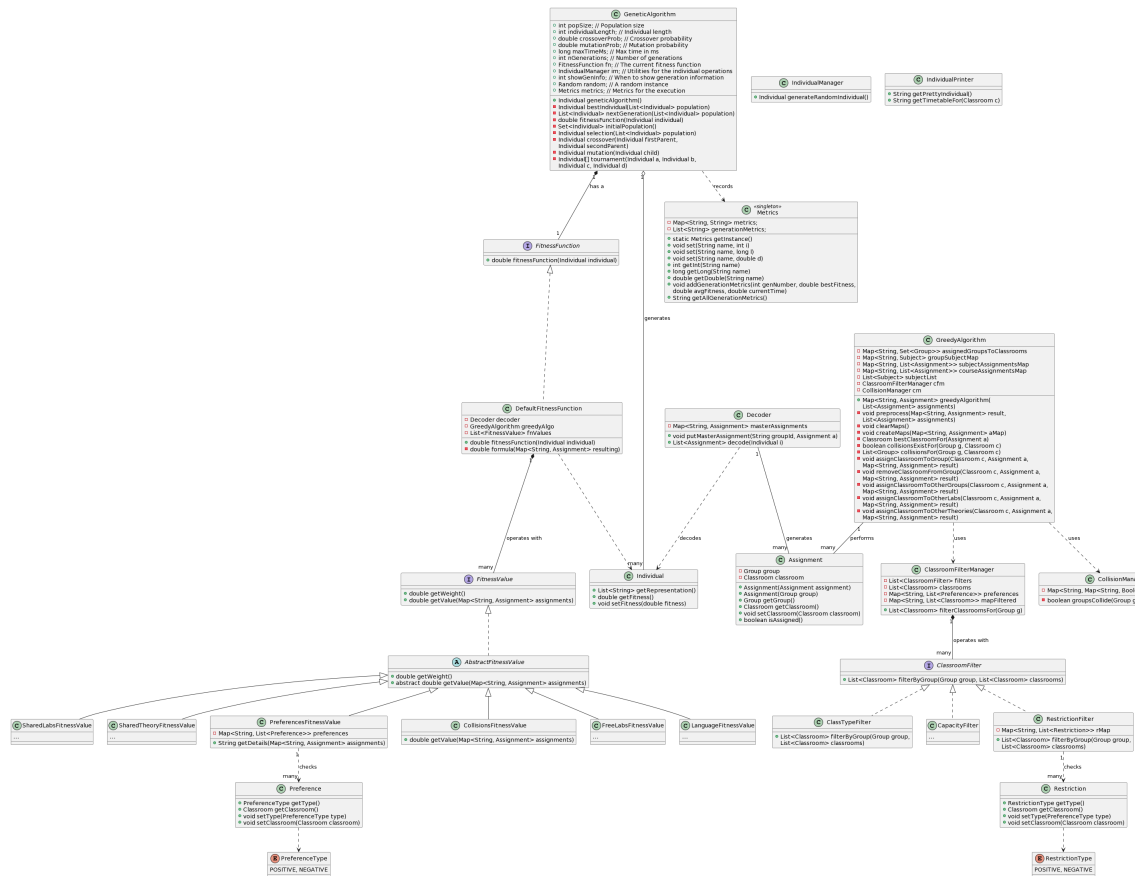 GeneticAlgorithm
int popSize; // Population size
int individualLength; // Individual length
double crossoverProb; // Crossover probability
double mutationProb; // Mutation probability
long maxTimeMs; // Max time in ms
int nGenerations; // Number of generations
FitnessFunction fn; // The current fitness function
IndividualManager im; // Utilities for the individual operations
int showGenInfo; // When to show generation information
Random random; // A random instance
Metrics metrics; // Metrics for the execution
Individual geneticAlgorithm()
Individual bestIndividual(List<Individual> population)
List<Individual> nextGeneration(List<Individual> population)
double fitnessFunction(Individual individual)
Set<Individual> initialPopulation()
Individual selection(List<Individual> population)
Individual crossover(Individual firstParent,
Individual secondParent)
Individual mutation(Individual child)
Individual[] tournament(Individual a, Individual b,
Individual c, Individual d)
IndividualManager
Individual generateRandomIndividual()
IndividualPrinter
String getPrettyIndividual()
String getTimetableFor(Classroom c)
1
1
has a
records
1
«singleton»
Metrics
Map<String, String> metrics;
List<String> generationMetrics;
static Metrics getInstance()
void set(String name, int i)
void set(String name, long l)
void set(String name, double d)
int getInt(String name)
long getLong(String name)
double getDouble(String name)
void addGenerationMetrics(int genNumber, double bestFitness,
double avgFitness, double currentTime)
String getAllGenerationMetrics()
FitnessFunction
double fitnessFunction(Individual individual)
generates
GreedyAlgorithm
Map<String, Set<Group>> assignedGroupsToClassrooms
Map<String, Subject> groupSubjectMap
Map<String, List<Assignment>> subjectAssignmentsMap
Map<String, List<Assignment>> courseAssignmentsMap
List<Subject> subjectList
ClassroomFilterManager cfm
CollisionManager cm
Map<String, Assignment> greedyAlgorithm(
List<Assignment> assignments)
void preprocess(Map<String, Assignment> result,
List<Assignment> assignments)
void clearMaps()
void createMaps(Map<String, Assignment> aMap)
Classroom bestClassroomFor(Assignment a)
boolean collisionsExistFor(Group g, Classroom c)
List<Group> collisionsFor(Group g, Classroom c)
void assignClassroomToGroup(Classroom c, Assignment a,
Map<String, Assignment> result)
void removeClassroomFromGroup(Classroom c, Assignment a,
Map<String, Assignment> result)
void assignClassroomToOtherGroups(Classroom c, Assignment a,
Map<String, Assignment> result)
void assignClassroomToOtherLabs(Classroom c, Assignment a,
Map<String, Assignment> result)
void assignClassroomToOtherTheories(Classroom c, Assignment a,
Map<String, Assignment> result)
DefaultFitnessFunction
Decoder decoder
GreedyAlgorithm greedyAlgo
List<FitnessValue> fnValues
double fitnessFunction(Individual individual)
double formula(Map<String, Assignment> resulting)
Decoder
Map<String, Assignment> masterAssignments
void putMasterAssignment(String groupId, Assignment a)
List<Assignment> decode(Individual i)
1
1
1
operates with
decodes
generates
performs
uses
uses
many
many
many
many
FitnessValue
double getWeight()
double getValue(Map<String, Assignment> assignments)
Individual
List<String> getRepresentation()
double getFitness()
void setFitness(double fitness)
Assignment
Group group
Classroom classroom
Assignment(Assignment assignment)
Assignment(Group group)
Group getGroup()
Classroom getClassroom()
void setClassroom(Classroom classroom)
boolean isAssigned()
ClassroomFilterManager
List<ClassroomFilter> filters
List<Classroom> classrooms
Map<String, List<Preference>> preferences
Map<String, List<Classroom>> mapFiltered
List<Classroom> filterClassroomsFor(Group g)
CollisionMana
Map<String, Map<String, Bool
boolean groupsCollide(Group g
1
operates with
many
ClassroomFilter
List<Classroom> filterByGroup(Group group, List<Classroom> classrooms)
AbstractFitnessValue
double getWeight()
abstract double getValue(Map<String, Assignment> assignments)
SharedLabsFitnessValue
...
SharedTheoryFitnessValue
...
PreferencesFitnessValue
Map<String, List<Preference>> preferences
String getDetails(Map<String, Assignment> assignments)
CollisionsFitnessValue
double getValue(Map<String, Assignment> assignments)
FreeLabsFitnessValue
...
LanguageFitnessValue
...
ClassTypeFilter
List<Classroom> filterByGroup(Group group,
List<Classroom> classrooms)
CapacityFilter
...
RestrictionFilter
Map<String, List<Restriction>> rMap
List<Classroom> filterByGroup(Group group,
List<Classroom> classrooms)
1
checks
many
1
checks
many
Preference
PreferenceType getType()
Classroom getClassroom()
void setType(PreferenceType type)
void setClassroom(Classroom classroom)
Restriction
RestrictionType getType()
Classroom getClassroom()
void setType(PreferenceType type)
void setClassroom(Classroom classroom)
PreferenceType
POSITIVE, NEGATIVE
RestrictionType
POSITIVE, NEGATIVE